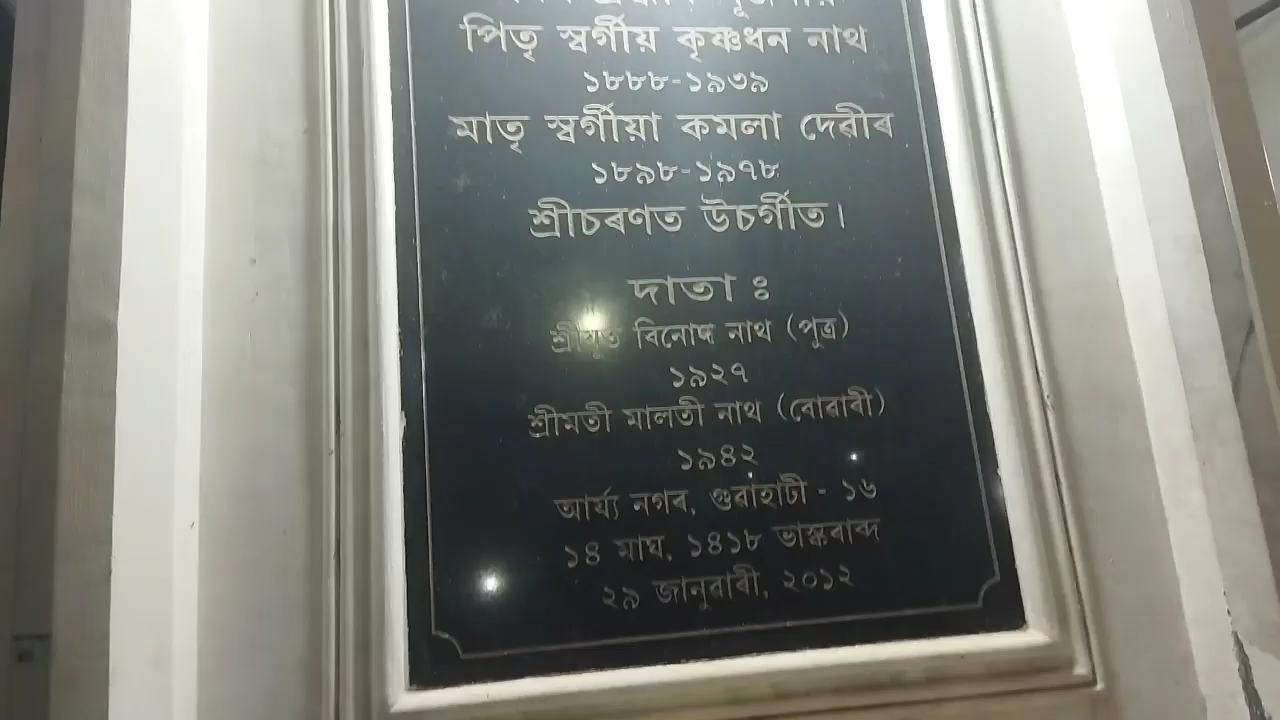 পিতৃ স্বৰ্গীয় কৃষ্ণধন নাথ
১৮৮৮-১৯৩৯
মাতৃ স্বৰ্গীয়া কমলা দেৱীৰ
১৮৯৮-১৯৭৮
শ্ৰীচৰণত উচৰ্গীত।
দাতা ঃ
শ্ৰীযুত বিনোদ নাথ (পুত্ৰ)
১৯২৭
শ্ৰীমতী মালতী নাথ (বোৱাৰী)
১৯৪২
আৰ্য্য নগৰ, গুৱাহাটী - ১৬
১৪ মাঘ, ১৪১৮ ভাস্কৰাব্দ
২৯ জানুৱাৰী, ২০১২